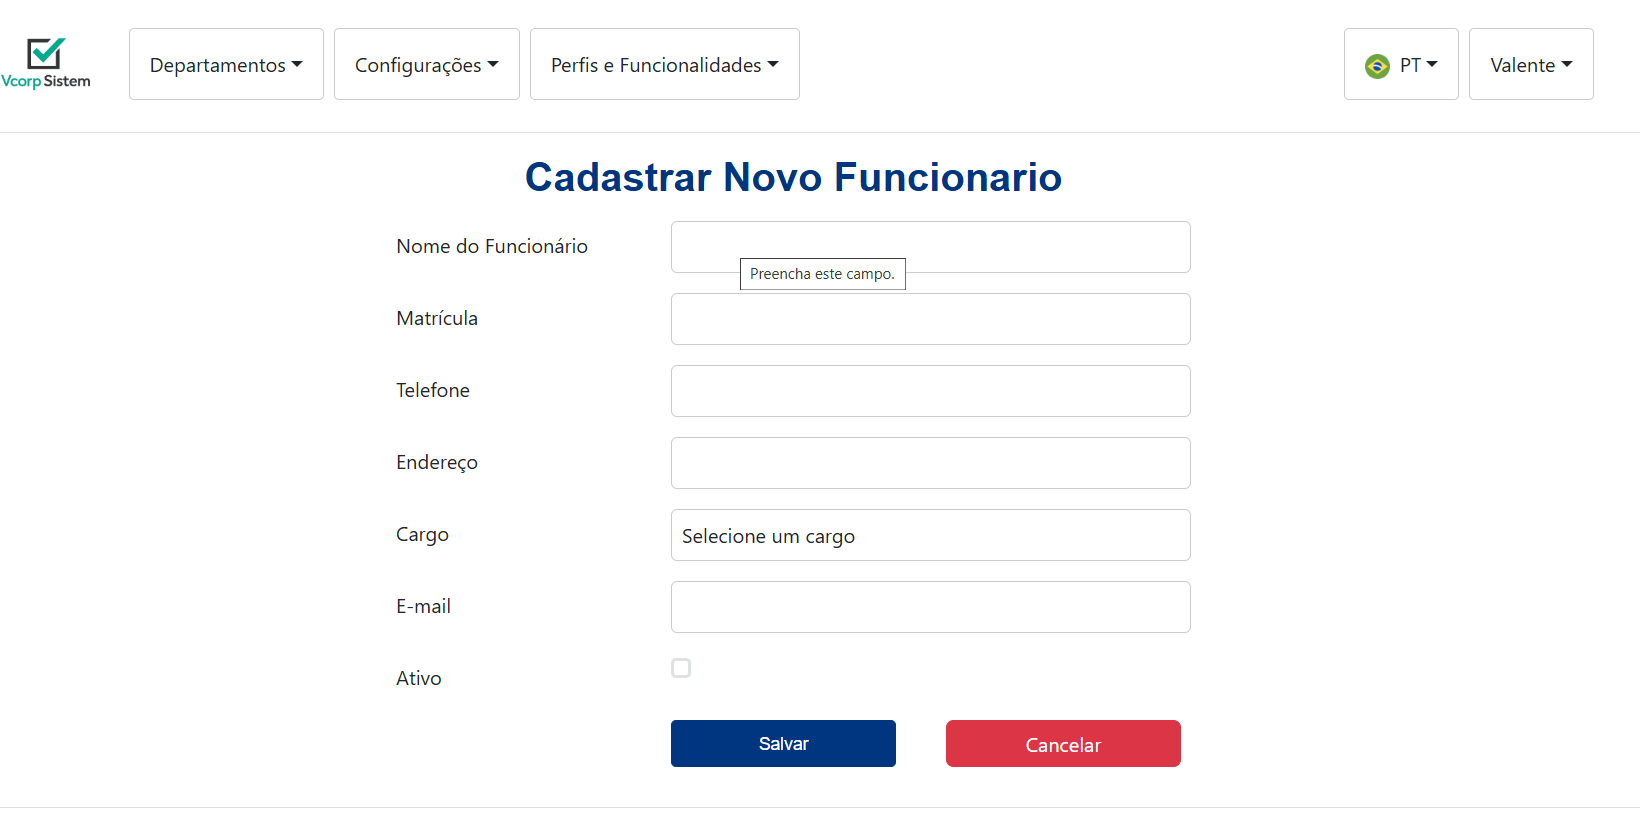 Vcorp Sistem
Departamentos
Configurações
Perfis e Funcionalidades
PT
Valente
Cadastrar Novo Funcionario
Nome do Funcionário
Preencha este campo.
Matrícula
Telefone
Endereço
Cargo
Selecione um cargo
E-mail
Ativo
Salvar
Cancelar